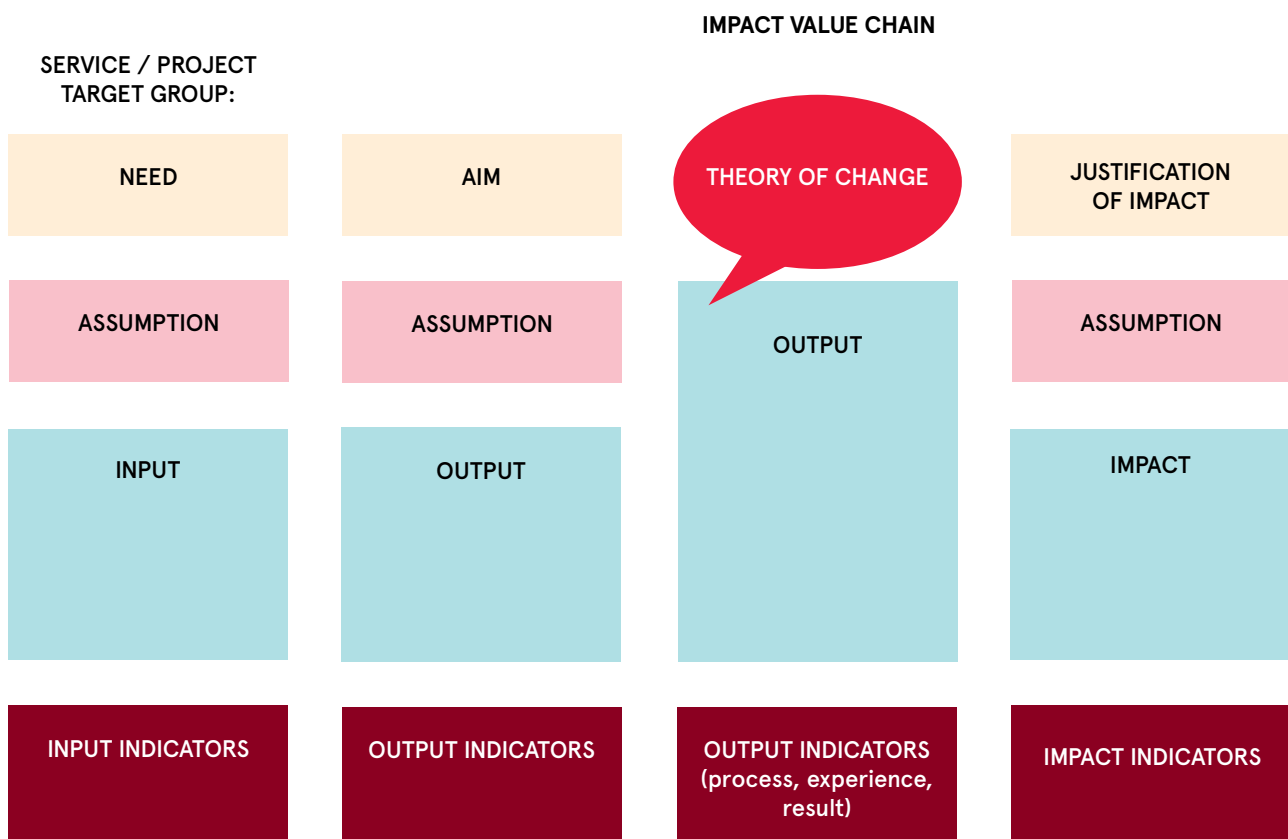 IMPACT VALUE CHAIN
SERVICE / PROJECT
TARGET GROUP:
NEED
AIM
THEORY OF CHANGE
JUSTIFICATION
OF IMPACT
ASSUMPTION
ASSUMPTION
OUTPUT
ASSUMPTION
INPUT
OUTPUT
IMPACT
INPUT INDICATORS
OUTPUT INDICATORS
OUTPUT INDICATORS
(process, experience,
result)
IMPACT INDICATORS